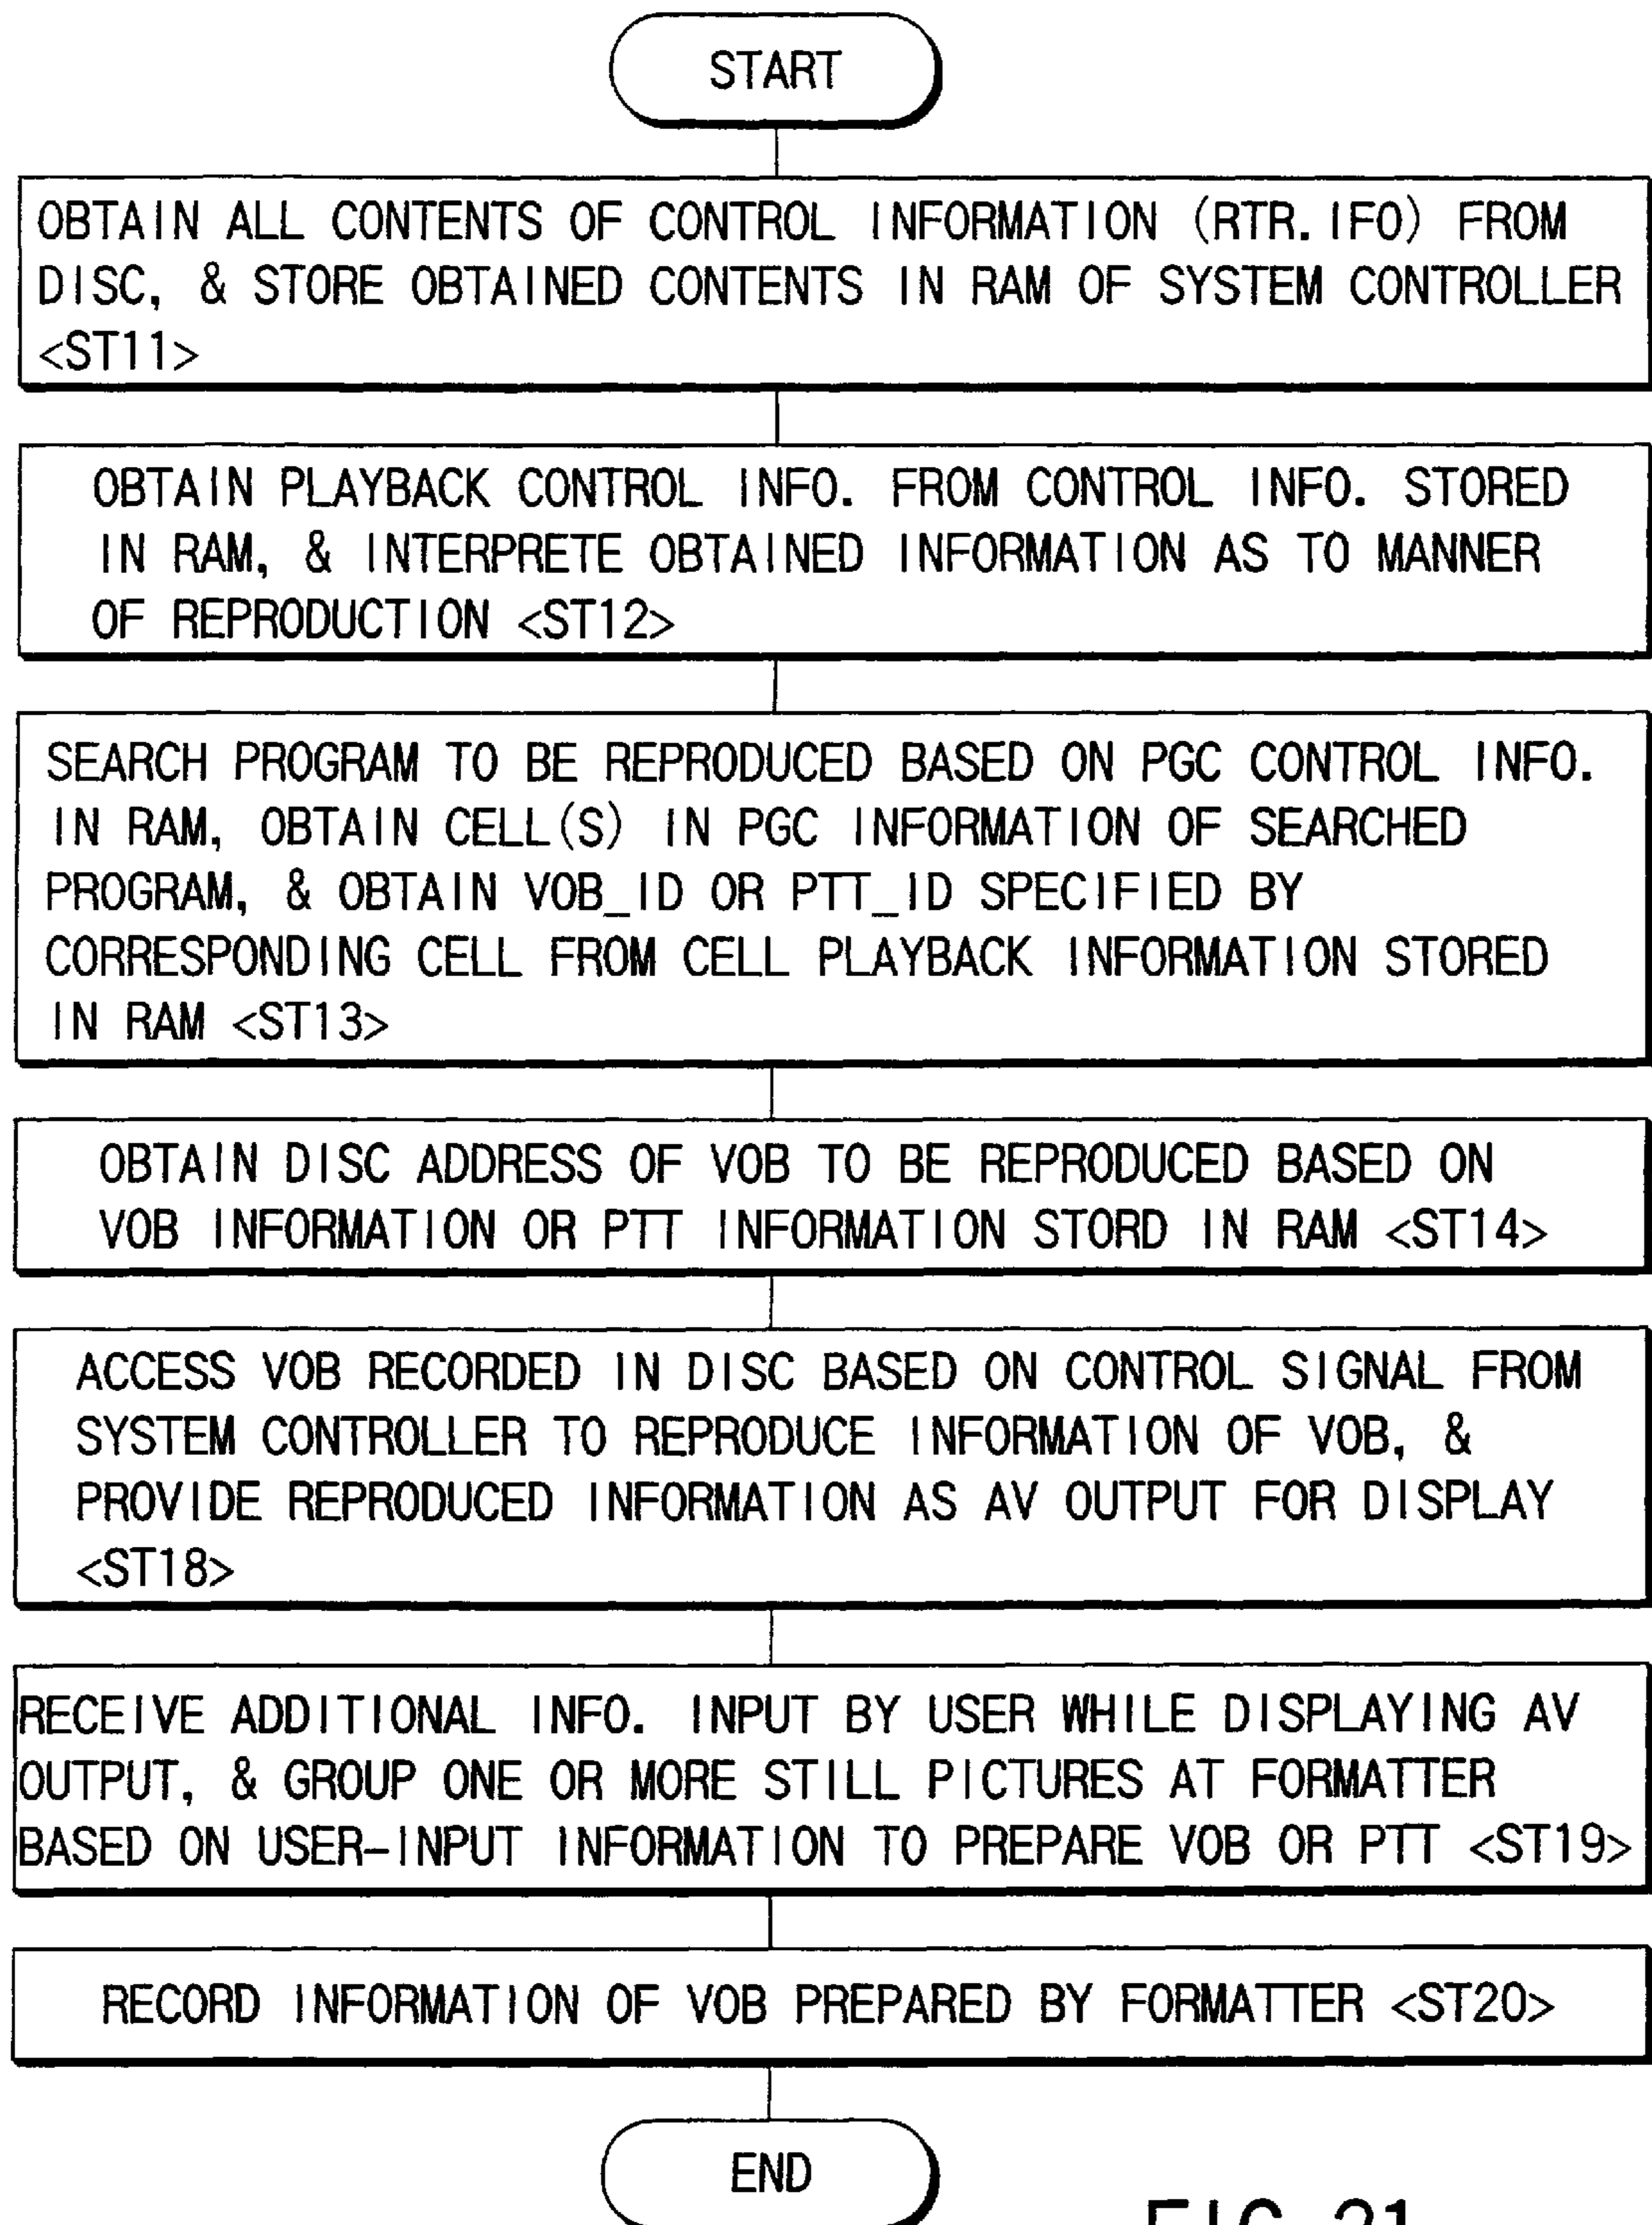 START
OBTAIN ALL CONTENTS OF CONTROL INFORMATION (RTR.IFO) FROM
DISC, & STORE OBTAINED CONTENTS IN RAM OF SYSTEM CONTROLLER
<ST11>
OBTAIN PLAYBACK CONTROL INFO. FROM CONTROL INFO. STORED
IN RAM, & INTERPRETE OBTAINED INFORMATION AS TO MANNER
OF REPRODUCTION <ST12>
SEARCH PROGRAM TO BE REPRODUCED BASED ON PGC CONTROL INFO.
IN RAM, OBTAIN CELL(S) IN PGC INFORMATION OF SEARCHED
PROGRAM, & OBTAIN VOB_ID OR PTT_ID SPECIFIED BY
CORRESPONDING CELL FROM CELL PLAYBACK INFORMATION STORED
IN RAM <ST13>
OBTAIN DISC ADDRESS OF VOB TO BE REPRODUCED BASED ON
VOB INFORMATION OR PTT INFORMATION STORD IN RAM <ST14>
ACCESS VOB RECORDED IN DISC BASED ON CONTROL SIGNAL FROM
SYSTEM CONTROLLER TO REPRODUCE INFORMATION OF VOB, &
PROVIDE REPRODUCED INFORMATION AS AV OUTPUT FOR DISPLAY
<ST18>
RECEIVE ADDITIONAL INFO. INPUT BY USER WHILE DISPLAYING AV
OUTPUT, & GROUP ONE OR MORE STILL PICTURES AT FORMATTER
BASED ON USER-INPUT INFORMATION TO PREPARE VOB OR PTT <ST19>
RECORD INFORMATION OF VOB PREPARED BY FORMATTER <ST20>
END
FIG. 21